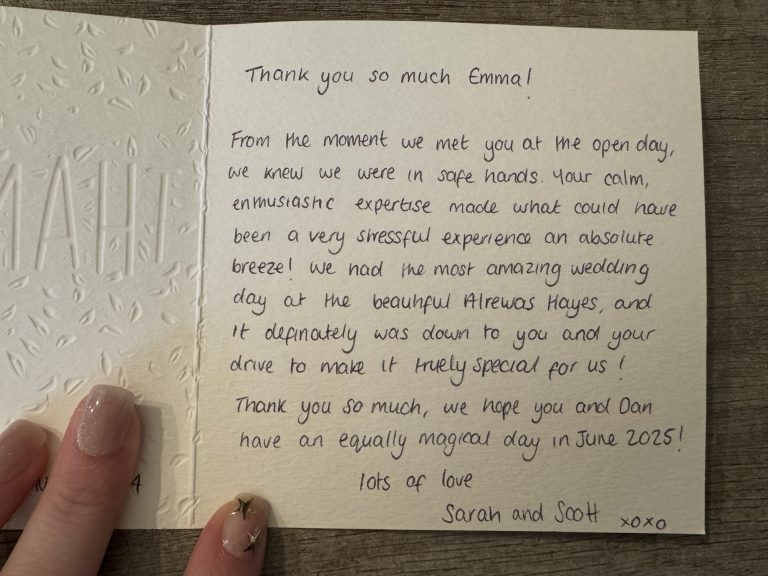 Thank you so much Emma!
From the moment we met you at the open day,
we knew we were in safe hands. Your calm,
enthusiastic expertise made what could have
been a very stressful experience an absolute
breeze! We had the most amazing wedding
day at the beautiful Alrewas Hayes, and
it definately was down to you and your
drive to make it truely special for us!
Thank you so much, we hope you and Dan
have an equally magical day in June 2025!
lots of love
Sarah and Scott xoxo